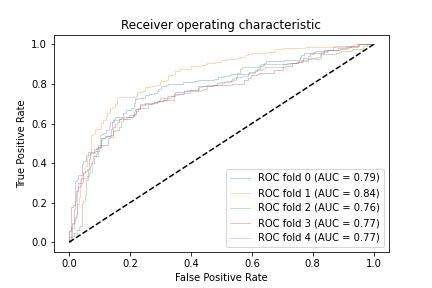 Receiver operating characteristic
True Positive Rate
1.0
0.8
0.6
0.4
0.2
0.0
ROC fold 0 (AUC = 0.79)
ROC fold 1 (AUC = 0.84)
ROC fold 2 (AUC = 0.76)
ROC fold 3 (AUC = 0.77)
ROC fold 4 (AUC = 0.77)
0.0 0.2 0.4 0.6 0.8 1.0
False Positive Rate